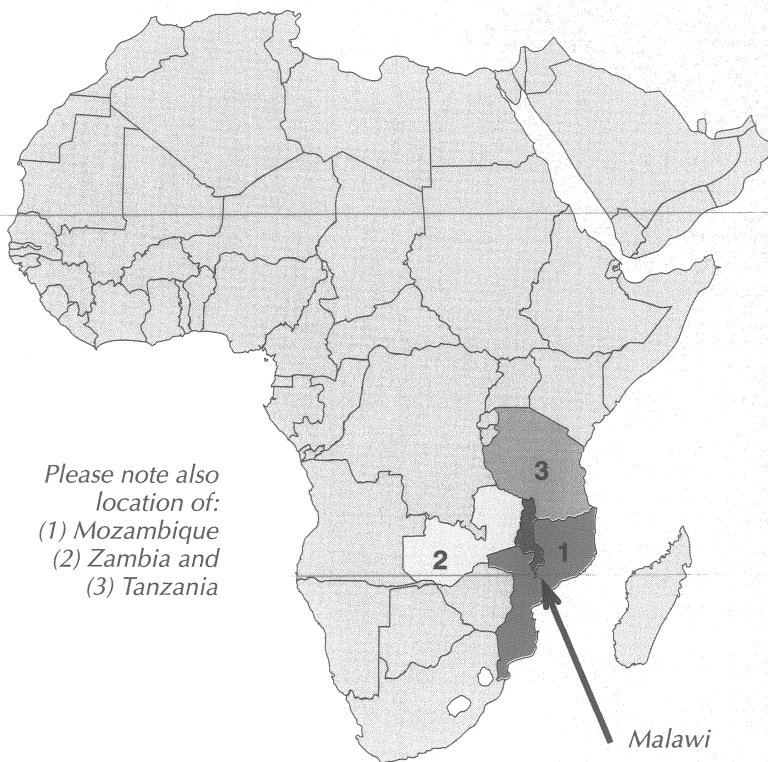 3
Please note also
location of:
(1) Mozambique
(2) Zambia and
(3) Tanzania
2
1
Malawi